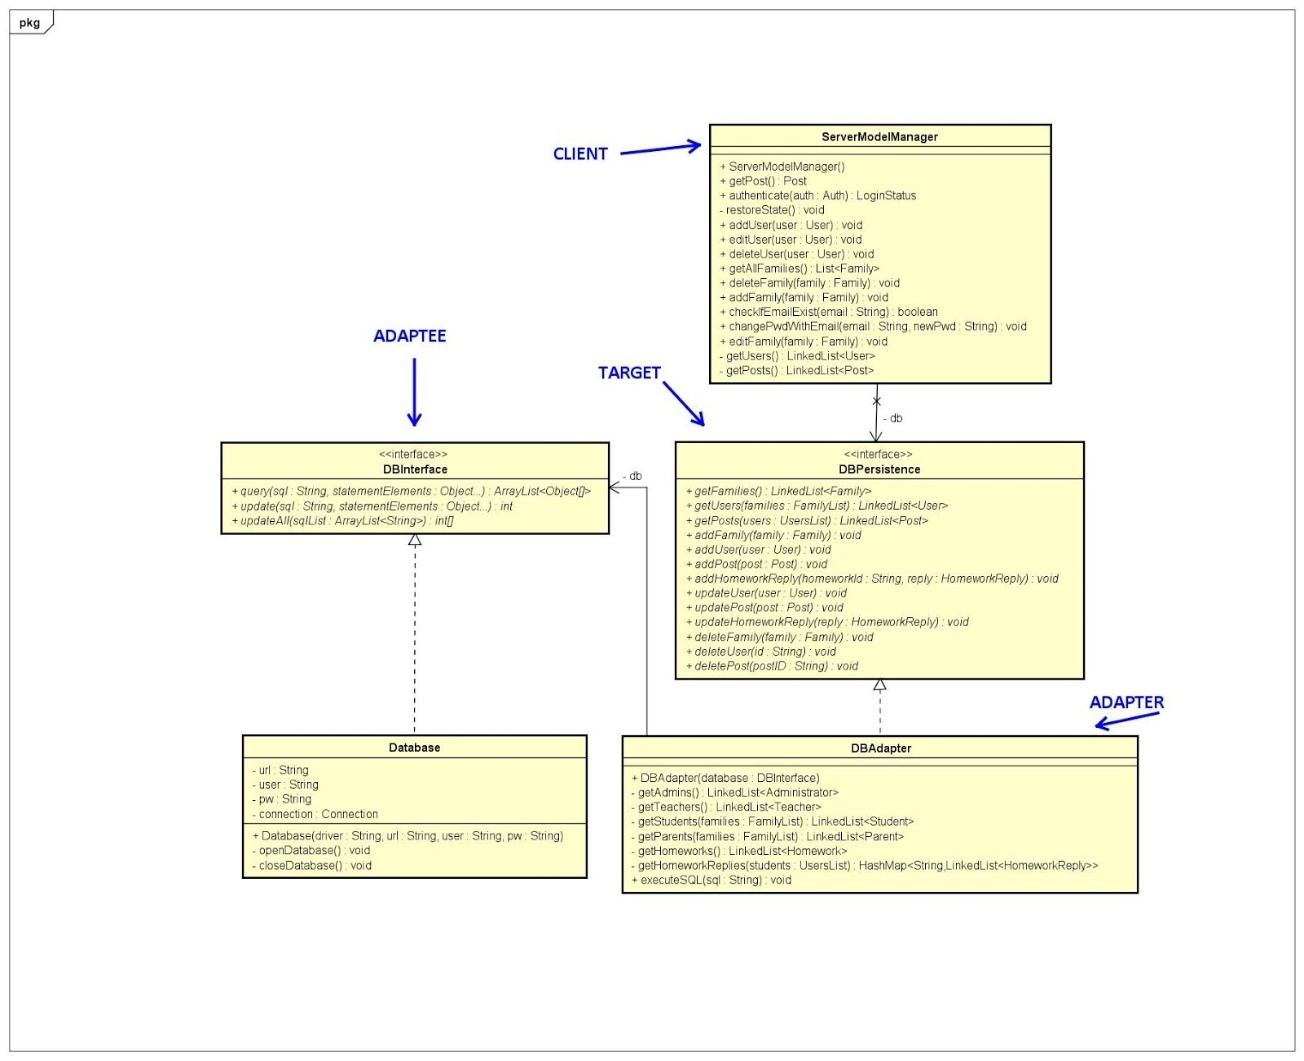 pkg
CLIENT
ServerModelManager
+ ServerModelManager()
+ getPost() : Post
+ authenticate(auth : Auth) : LoginStatus
- restoreState() : void
+ addUser(user : User) : void
+ editUser(user : User) : void
+ deleteUser(user : User) : void
+ getAllFamilies() : List<Family>
+ deleteFamily(family : Family) : void
+ addFamily(family : Family) : void
+ checkIfEmailExist(email : String) : boolean
+ changePwdWithEmail(email : String, newPwd : String) : void
+ editFamily(family : Family) : void
- getUsers() : LinkedList<User>
- getPosts() : LinkedList<Post>
- db
ADAPTEE
<<interface>>
DBInterface
+ query(sql : String, statementElements : Object...) : ArrayList<Object[]>
+ update(sql : String, statementElements : Object...) : int
+ updateAll(sqlList : ArrayList<String>) : int[]
- db
TARGET
<<interface>>
DBPersistence
+ getFamilies() : LinkedList<Family>
+ getUsers(families : FamilyList) : LinkedList<User>
+ getPosts(users : UsersList) : LinkedList<Post>
+ addFamily(family : Family) : void
+ addUser(user : User) : void
+ addPost(post : Post) : void
+ addHomeworkReply(homeworkId : String, reply : HomeworkReply) : void
+ updateUser(user : User) : void
+ updatePost(post : Post) : void
+ updateHomeworkReply(reply : HomeworkReply) : void
+ deleteFamily(family : Family) : void
+ deleteUser(id : String) : void
+ deletePost(postID : String) : void
Database
- url : String
- user : String
- pw : String
- connection : Connection
+ Database(driver : String, url : String, user : String, pw : String)
- openDatabase() : void
- closeDatabase() : void
ADAPTER
DBAdapter
+ DBAdapter(database : DBInterface)
- getAdmins() : LinkedList<Administrator>
- getTeachers() : LinkedList<Teacher>
- getStudents(families : FamilyList) : LinkedList<Student>
- getParents(families : FamilyList) : LinkedList<Parent>
- getHomeworks() : LinkedList<Homework>
- getHomeworkReplies(students : UsersList) : HashMap<String,LinkedList<HomeworkReply>>
+ executeSQL(sql : String) : void